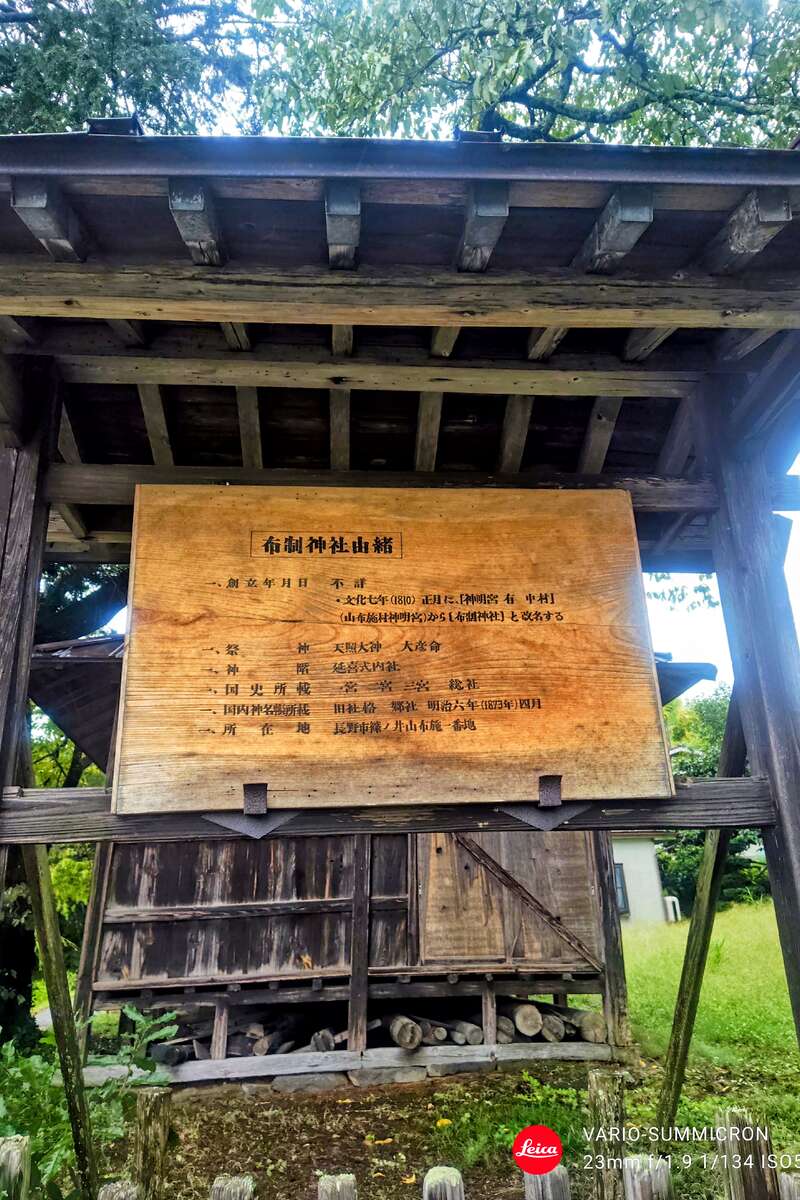 布制神社由緒
一、創立年月日　不詳
・文化七年(1810) 正月に、[神明宮 有 中村]
(山布施村神明宮)から[布制神社]と改名する
一、祭　神　天照大神　大彦命
一、神　階　延喜式内社
一、国史所載　一宮 二宮 三宮　総社
一、国内神名帳所載　旧社格　郷社　明治六年(1873年)四月
一、所在地　長野市篠ノ井山布施一番地
Leica
VARIO-SUMMICRON
23mm f/1.9 1/134 ISO5